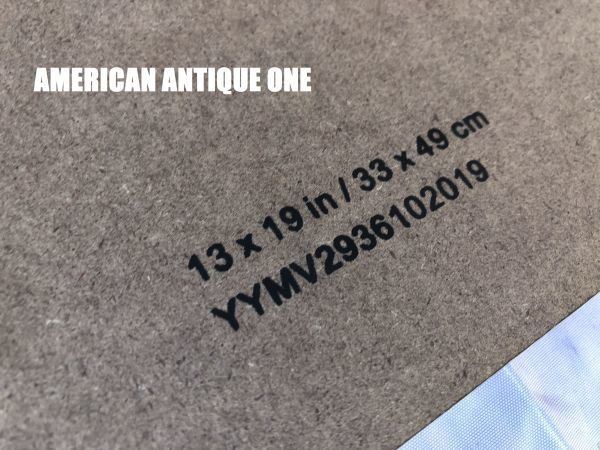 AMERICAN ANTIQUE ONE
13 x 19 in / 33 x 49 cm
YYMV2936102019